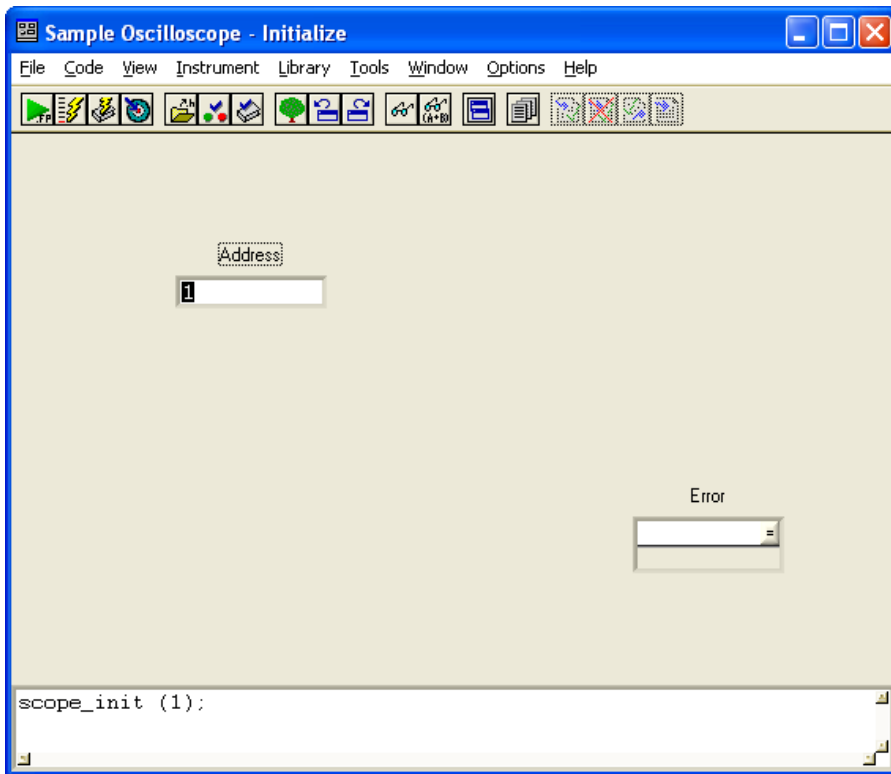 Sample Oscilloscope - Initialize
File Code View Instrument Library Tools Window Options Help
Address
1
Error
=
scope_init (1);